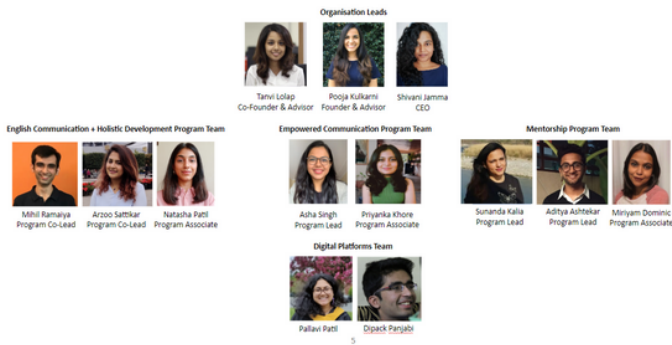 Organisation Leads
Tanvi Lolap
Co-Founder & Advisor
Pooja Kulkarni
Founder & Advisor
Shivani Jamma
CEO
English Communication + Holistic Development Program Team
Mihil Ramaiya
Program Co-Lead
Arzoo Sattikar
Program Co-Lead
Natasha Patil
Program Associate
Empowered Communication Program Team
Asha Singh
Program Lead
Priyanka Khore
Program Associate
Mentorship Program Team
Sunanda Kalia
Program Lead
Aditya Ashtekar
Program Lead
Miriyam Dominic
Program Associate
Digital Platforms Team
Pallavi Patil
Dipack Panjabi
5